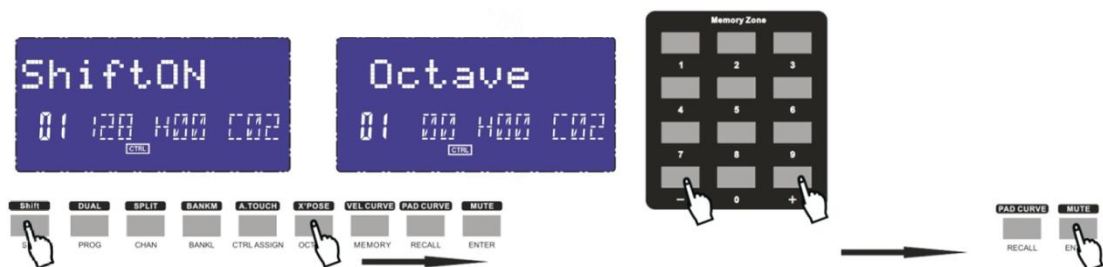 ShiftON
01 128 H00 C02
CTRL
Octave
01 00 H00 C02
CTRL
Memory Zone
1 2 3
4 5 6
7 8 9
- 0 +
Shift DUAL SPLIT BANKM A.TOUCH X'POSE VEL CURVE PAD CURVE MUTE
PROG CHAN BANKL CTRL ASSIGN MEMORY RECALL ENTER
PAD CURVE MUTE
RECALL